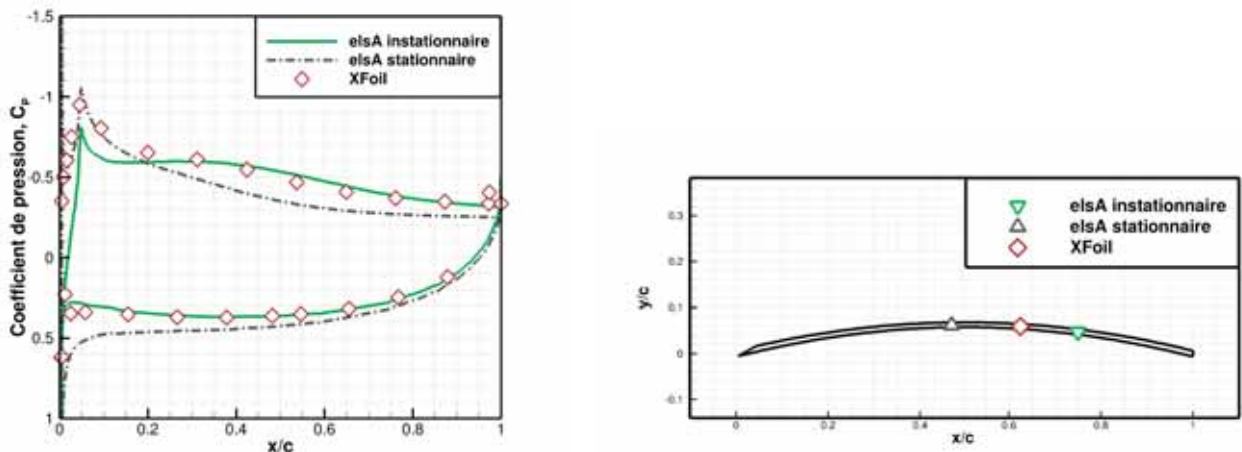 -1.5
elsA instationnaire
elsA stationnaire
XFoil
-1
-0.5
0
0.5
1
Coefficient de pression, Cp
0 0.2 0.4 0.6 0.8 1
x/c
elsA instationnaire
elsA stationnaire
XFoil
0.3
0.2
0.1
0
-0.1
y/c
0 0.2 0.4 0.6 0.8 1
x/c